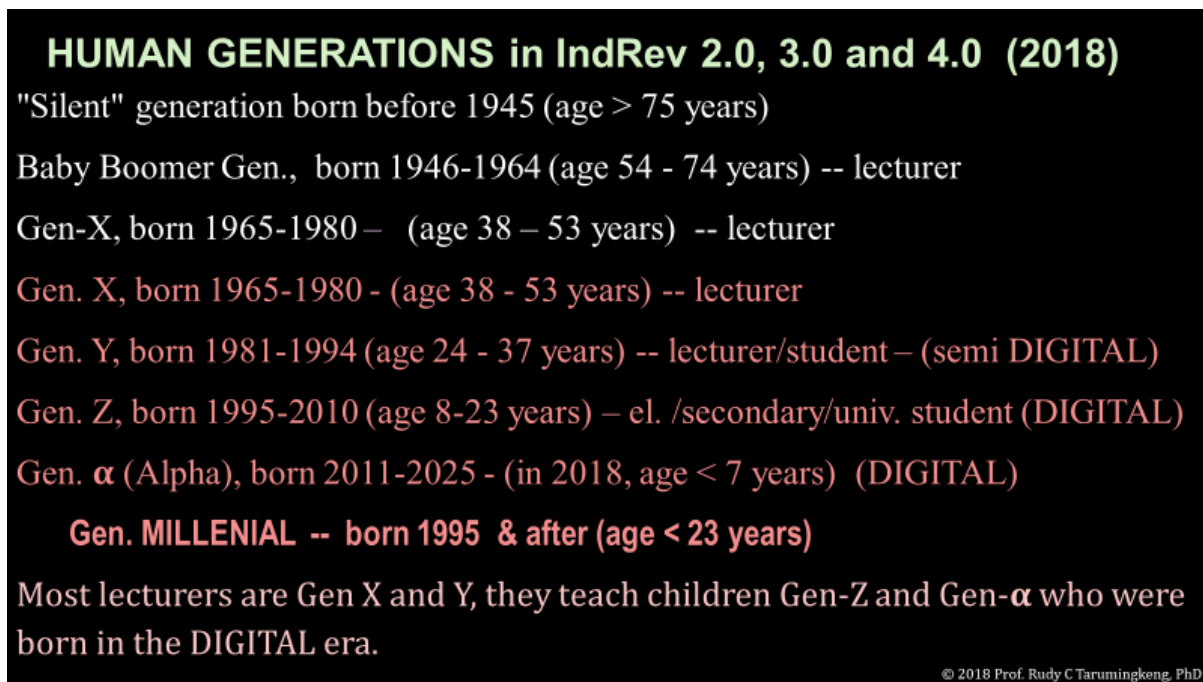 HUMAN GENERATIONS in IndRev 2.0, 3.0 and 4.0 (2018)
"Silent" generation born before 1945 (age > 75 years)
Baby Boomer Gen., born 1946-1964 (age 54 - 74 years) -- lecturer
Gen-X, born 1965-1980 – (age 38 – 53 years) -- lecturer
Gen. X, born 1965-1980 - (age 38 - 53 years) -- lecturer
Gen. Y, born 1981-1994 (age 24 - 37 years) -- lecturer/student – (semi DIGITAL)
Gen. Z, born 1995-2010 (age 8-23 years) – el. /secondary/univ. student (DIGITAL)
Gen. α (Alpha), born 2011-2025 - (in 2018, age < 7 years) (DIGITAL)
Gen. MILLENIAL -- born 1995 & after (age < 23 years)
Most lecturers are Gen X and Y, they teach children Gen-Z and Gen-α who were
born in the DIGITAL era.
© 2018 Prof. Rudy C Tarumingkeng, PhD